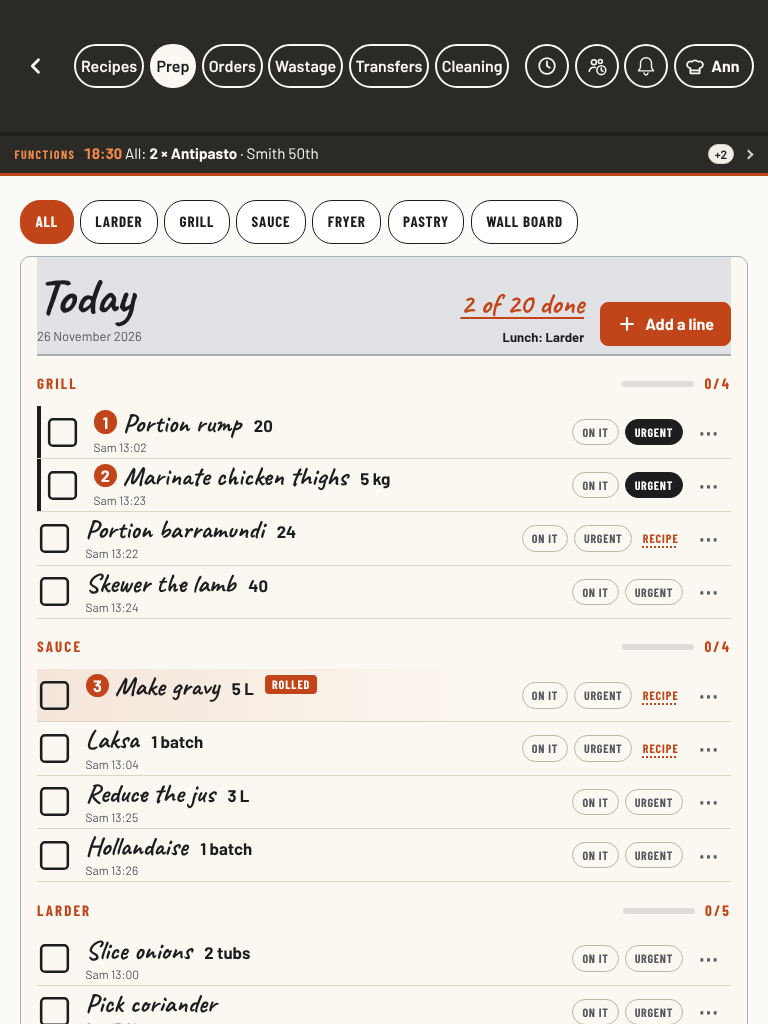 Recipes Prep Orders Wastage Transfers Cleaning Ann
FUNCTIONS 18:30 All: 2 × Antipasto · Smith 50th +2
ALL LARDER GRILL SAUCE FRYER PASTRY WALL BOARD
Today
2 of 20 done
+ Add a line
26 November 2026
Lunch: Larder
GRILL 0/4
1 Portion rump 20
Sam 13:02
ON IT URGENT ...
2 Marinate chicken thighs 5 kg
Sam 13:23
ON IT URGENT ...
Portion barramundi 24
Sam 13:22
ON IT URGENT RECIPE ...
Skewer the lamb 40
Sam 13:24
ON IT URGENT ...
SAUCE 0/4
3 Make gravy 5 L ROLLED
ON IT URGENT RECIPE ...
Laksa 1 batch
Sam 13:04
ON IT URGENT RECIPE ...
Reduce the jus 3 L
Sam 13:25
ON IT URGENT ...
Hollandaise 1 batch
Sam 13:26
ON IT URGENT ...
LARDER 0/5
Slice onions 2 tubs
Sam 13:00
ON IT URGENT ...
Pick coriander
ON IT URGENT ...